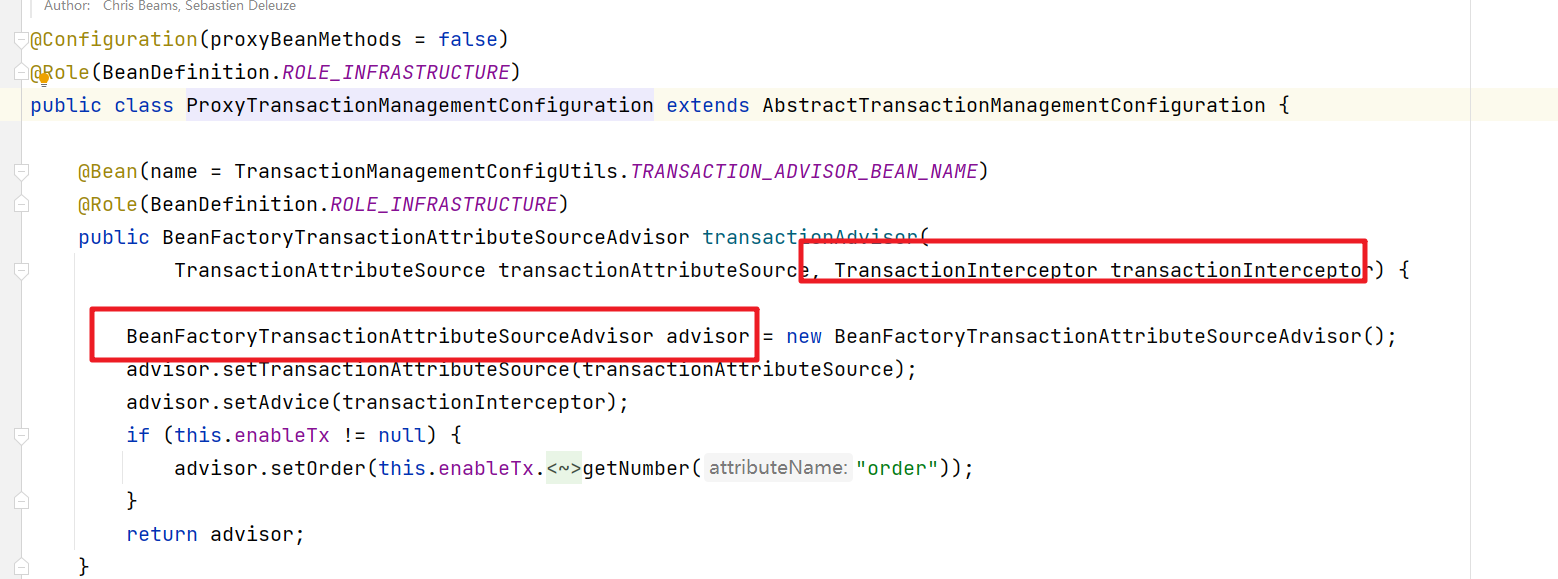 Author: Chris Beams, Sebastien Deleuze
@Configuration(proxyBeanMethods = false)
@Role(BeanDefinition.ROLE_INFRASTRUCTURE)
public class ProxyTransactionManagementConfiguration extends AbstractTransactionManagementConfiguration {
@Bean(name = TransactionManagementConfigUtils.TRANSACTION_ADVISOR_BEAN_NAME)
@Role(BeanDefinition.ROLE_INFRASTRUCTURE)
public BeanFactoryTransactionAttributeSourceAdvisor transactionAdvisor(
TransactionAttributeSource transactionAttributeSource, TransactionInterceptor transactionInterceptor) {
BeanFactoryTransactionAttributeSourceAdvisor advisor = new BeanFactoryTransactionAttributeSourceAdvisor();
advisor.setTransactionAttributeSource(transactionAttributeSource);
advisor.setAdvice(transactionInterceptor);
if (this.enableTx != null) {
advisor.setOrder(this.enableTx.<~>getNumber( attributeName: "order"));
}
return advisor;
}